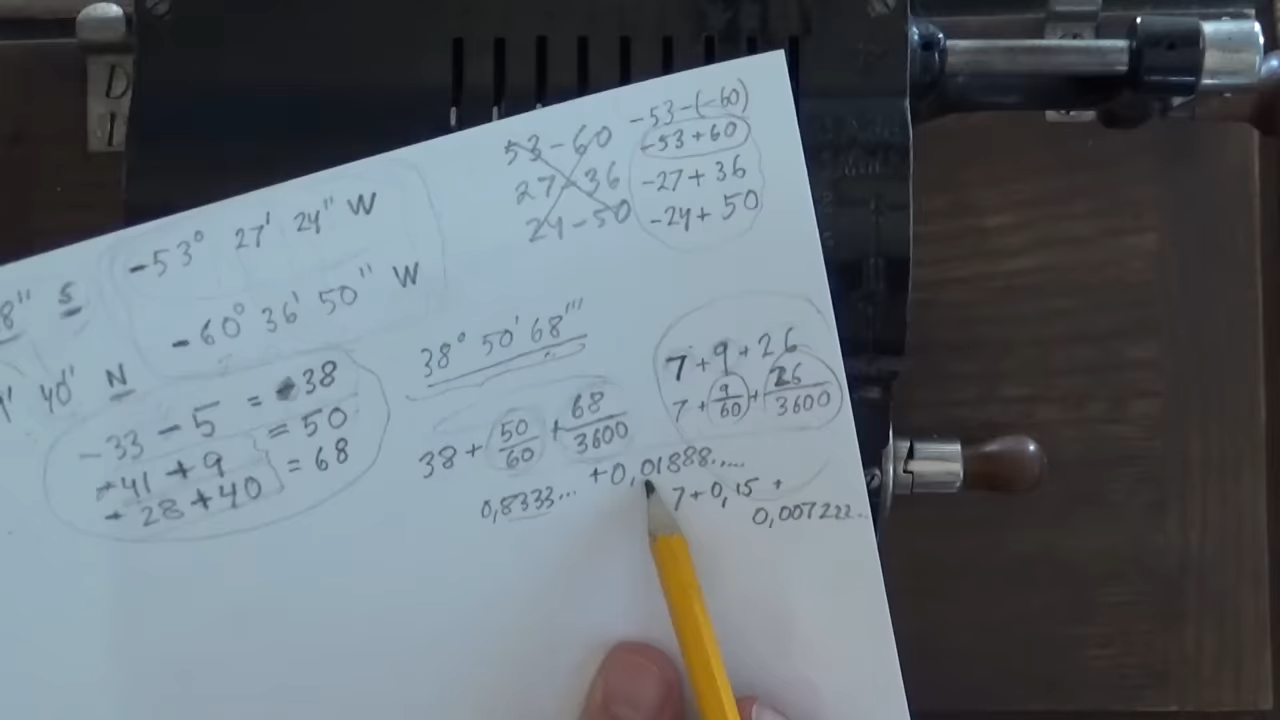 D
I
53-60
27-36
24-50
-53-(-60)
-53+60
-27+36
-24+50
8" S
40" N
-53° 27' 24" W
-60° 36' 50" W
-33 - 5 = 38
-41 + 9 = 50
-28 + 40 = 68
38° 50' 68'''
38 + 50/60 + 68/3600
0,8333... + 0,01888.....
7+9+26
7 + 9/60 + 26/3600
7 + 0,15 +
0,007222..